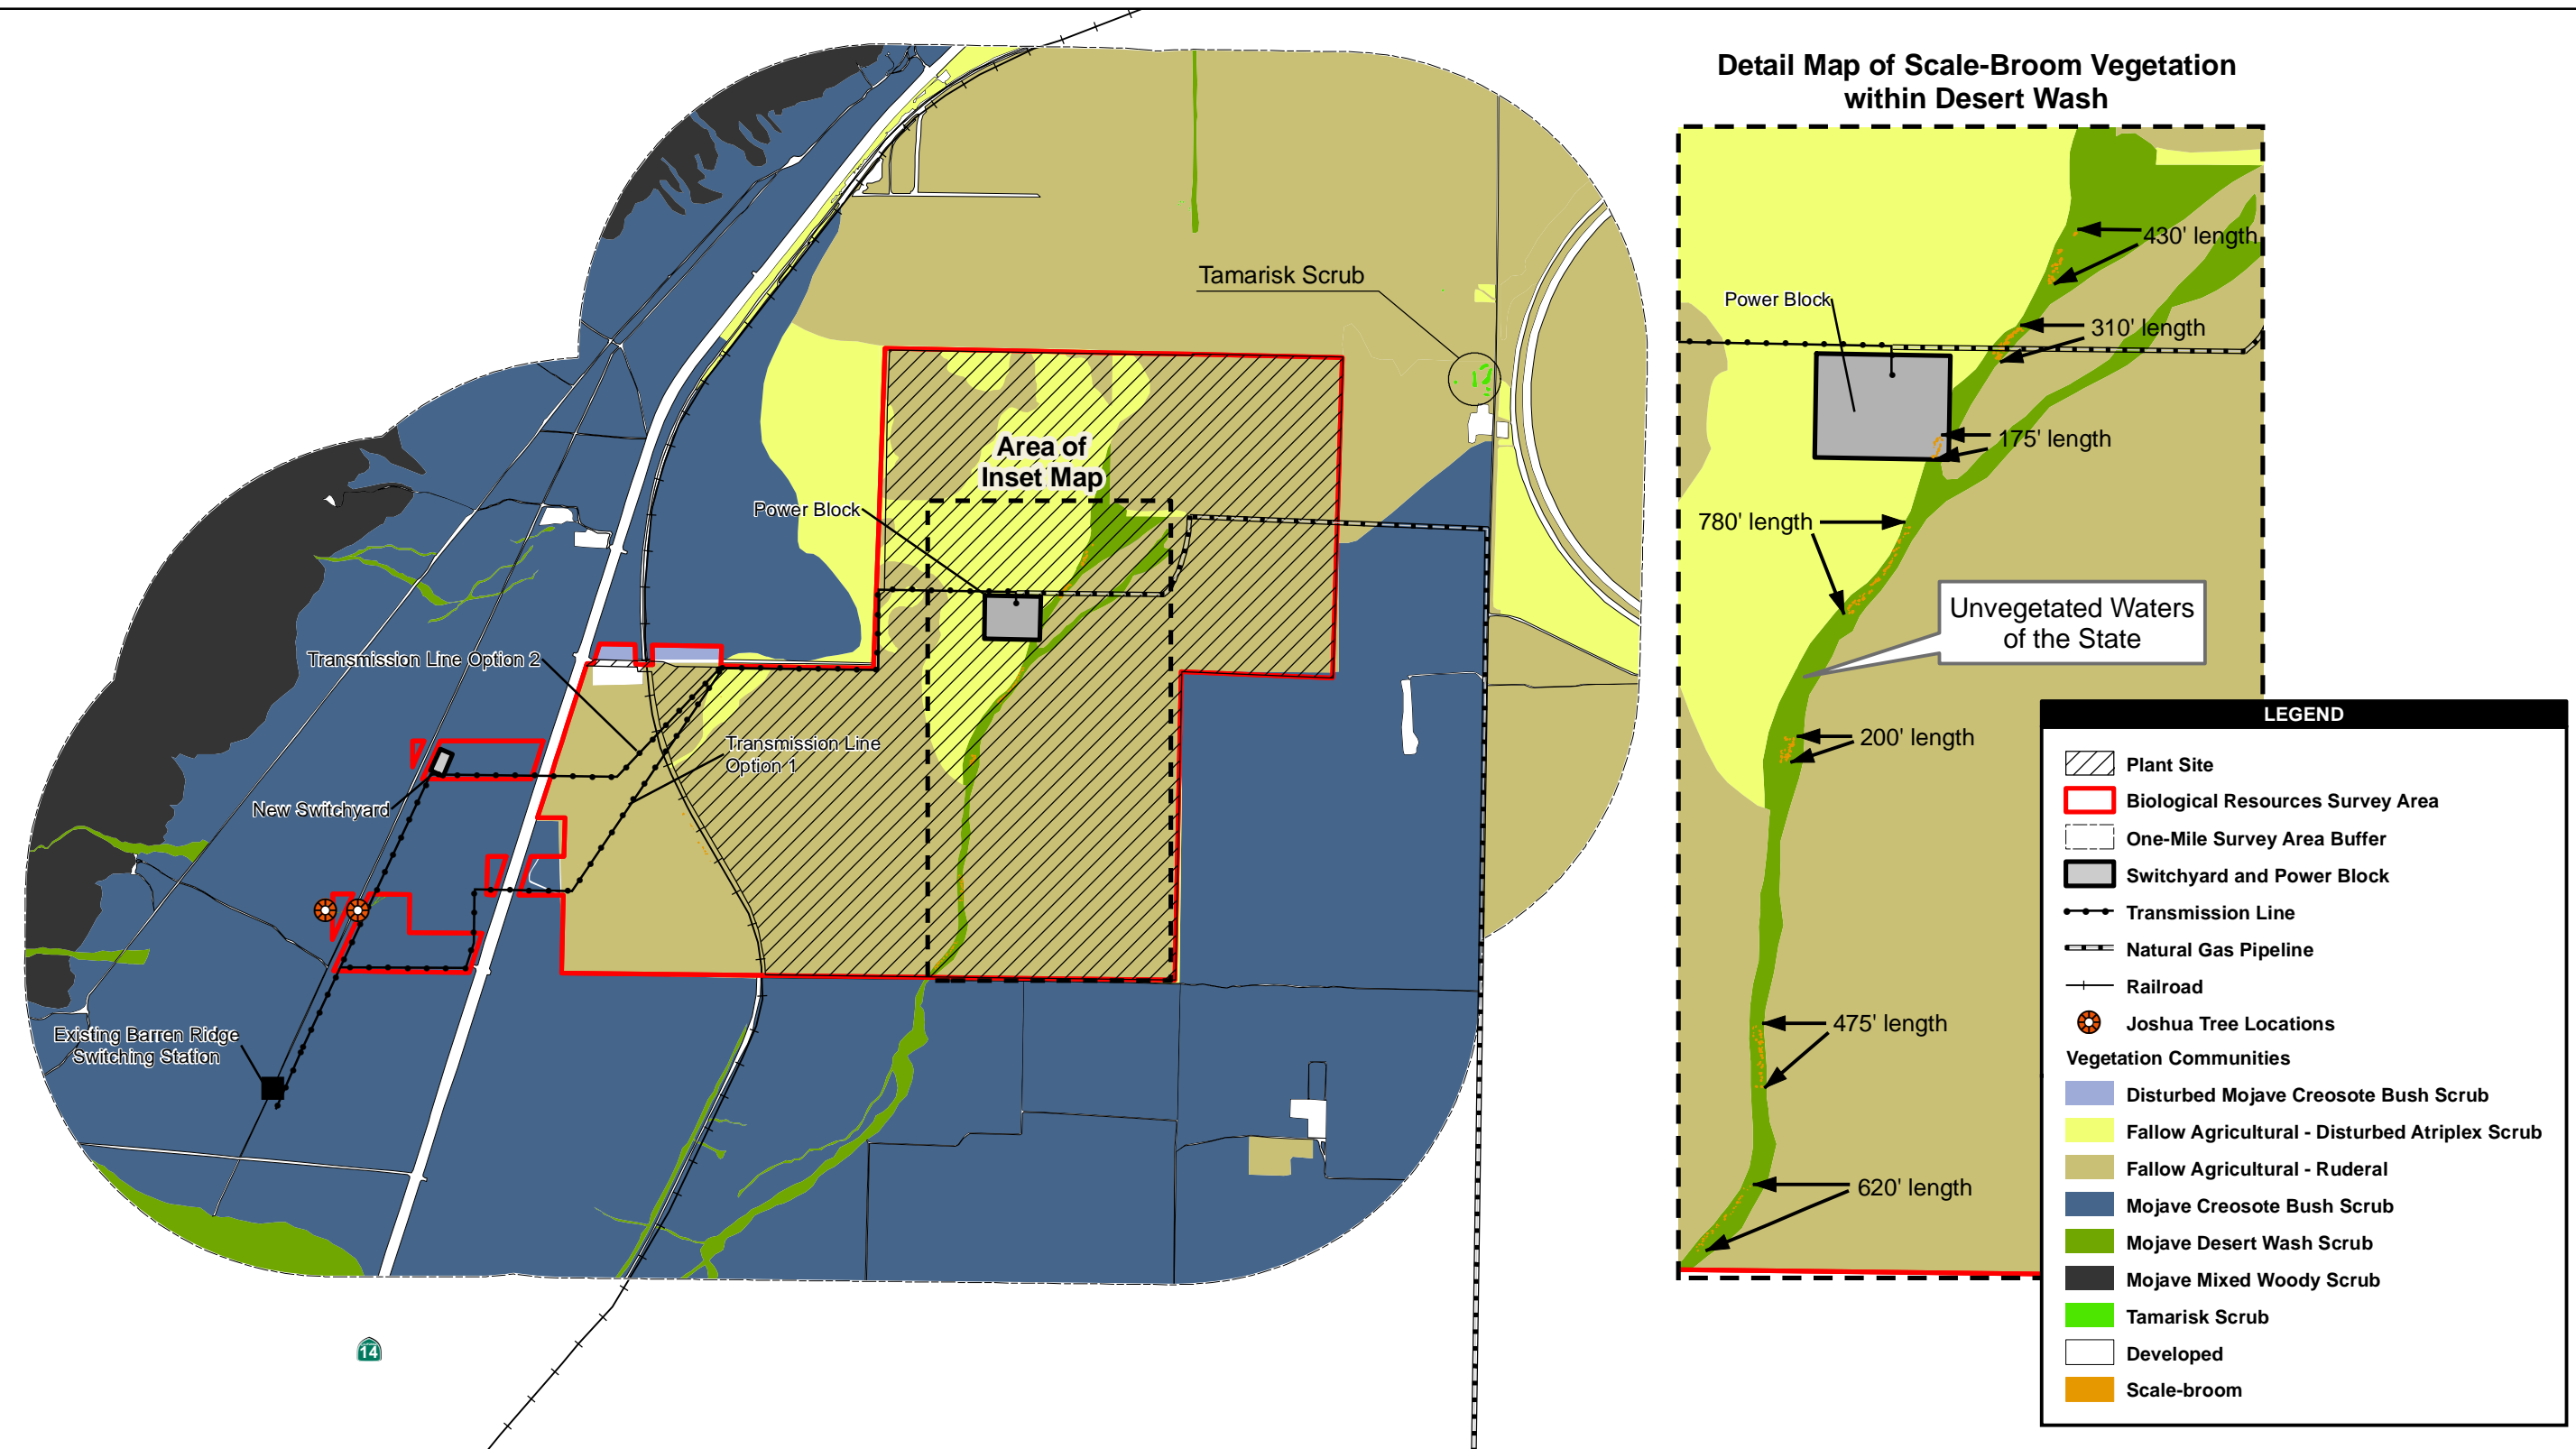 Detail Map of Scale-Broom Vegetation
within Desert Wash
Tamarisk Scrub
Area of
Inset Map
Power Block
Transmission Line Option 2
Transmission Line
Option 1
New Switchyard
Existing Barren Ridge
Switching Station
14
430' length
Power Block
310' length
175' length
780' length
Unvegetated Waters
of the State
200' length
475' length
620' length
LEGEND
Plant Site
Biological Resources Survey Area
One-Mile Survey Area Buffer
Switchyard and Power Block
Transmission Line
Natural Gas Pipeline
Railroad
Joshua Tree Locations
Vegetation Communities
Disturbed Mojave Creosote Bush Scrub
Fallow Agricultural - Disturbed Atriplex Scrub
Fallow Agricultural - Ruderal
Mojave Creosote Bush Scrub
Mojave Desert Wash Scrub
Mojave Mixed Woody Scrub
Tamarisk Scrub
Developed
Scale-broom